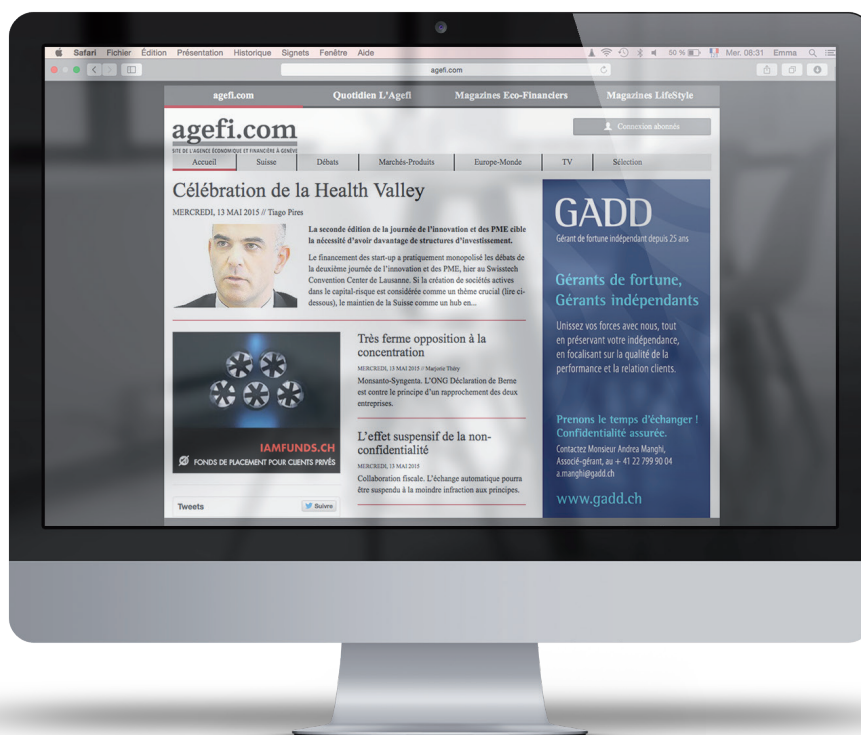 Safari Fichier Édition Présentation Historique Signets Fenêtre Aide
50 % Mer. 08:31 Emma
agefi.com
agefi.com Quotidien L'Agefi Magazines Eco-Financiers Magazines LifeStyle
agefi.com
SITE DE L'AGENCE ÉCONOMIQUE ET FINANCIÈRE À GENÈVE
Connexion abonnés
Accueil Suisse Débats Marchés-Produits Europe-Monde TV Sélection
Célébration de la Health Valley
MERCREDI, 13 MAI 2015 // Tiago Pires
La seconde édition de la journée de l'innovation et des PME cible
la nécessité d'avoir davantage de structures d'investissement.
Le financement des start-up a pratiquement monopolisé les débats de
la deuxième journée de l'innovation et des PME, hier au Swisstech
Convention Center de Lausanne. Si la création de sociétés actives
dans le capital-risque est considérée comme un thème crucial (lire ci-
dessous), le maintien de la Suisse comme un hub en...
IAMFUNDS.CH
FONDS DE PLACEMENT POUR CLIENTS PRIVÉS
Tweets
Suivre
Très ferme opposition à la
concentration
MERCREDI, 13 MAI 2015 // Marjorie Théry
Monsanto-Syngenta. L'ONG Déclaration de Berne
est contre le principe d'un rapprochement des deux
entreprises.
L'effet suspensif de la non-
confidentialité
MERCREDI, 13 MAI 2015
Collaboration fiscale. L'échange automatique pourra
être suspendu à la moindre infraction aux principes.
GADD
Gérant de fortune indépendant depuis 25 ans
Gérants de fortune,
Gérants indépendants
Unissez vos forces avec nous, tout
en préservant votre indépendance,
en focalisant sur la qualité de la
performance et la relation clients.
Prenons le temps d'échanger !
Confidentialité assurée.
Contactez Monsieur Andrea Manghi,
Associé-gérant, au + 41 22 799 90 04
a.manghi@gadd.ch
www.gadd.ch